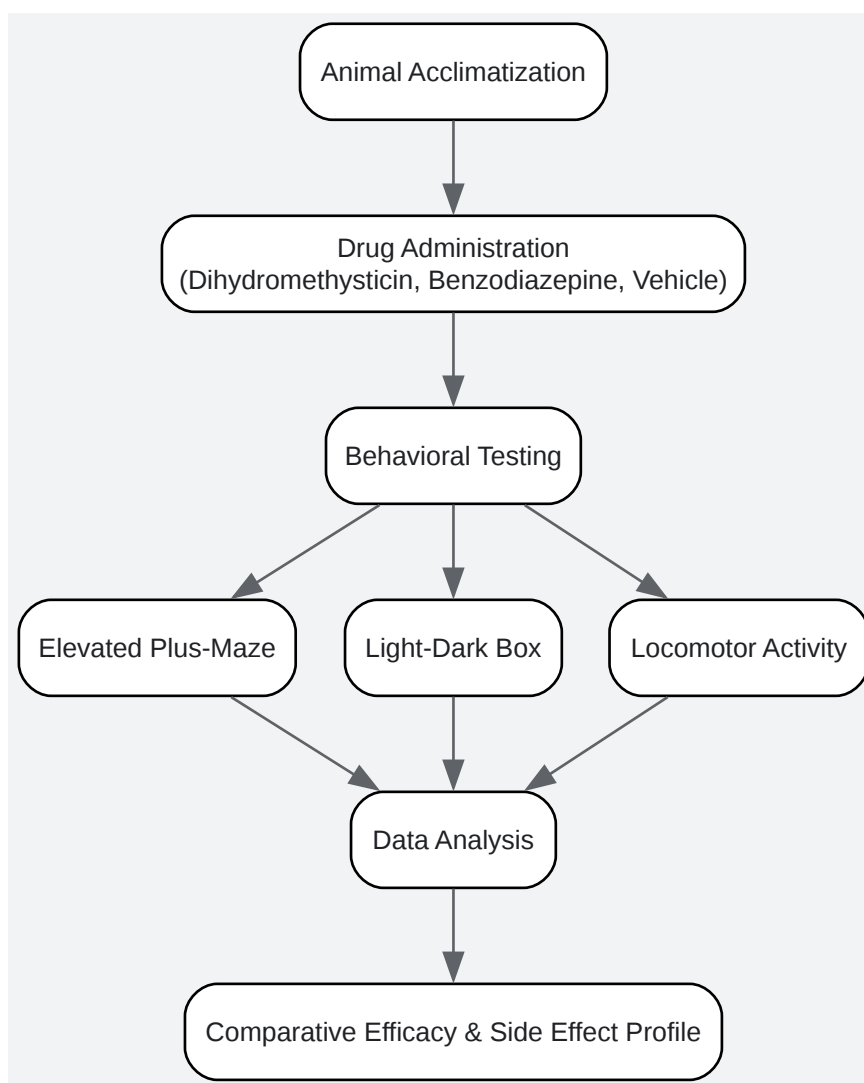 Animal Acclimatization
Drug Administration
(Dihydromethysticin, Benzodiazepine, Vehicle)
Behavioral Testing
Elevated Plus-Maze
Light-Dark Box
Locomotor Activity
Data Analysis
Comparative Efficacy & Side Effect Profile